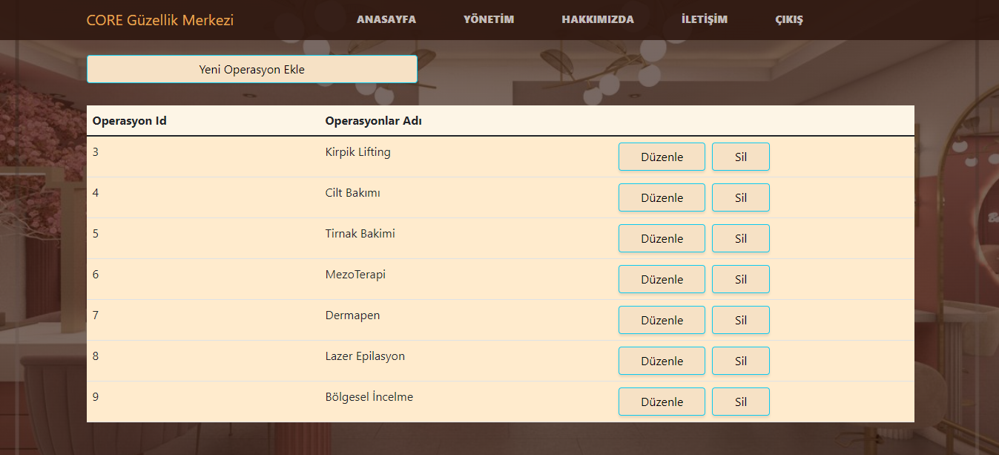 CORE Güzellik Merkezi ANASAYFA YÖNETİM HAKKIMIZDA İLETİŞİM ÇIKIŞ
Yeni Operasyon Ekle
Operasyon Id Operasyonlar Adı
3 Kirpik Lifting Düzenle Sil
4 Cilt Bakımı Düzenle Sil
5 Tirnak Bakimi Düzenle Sil
6 MezoTerapi Düzenle Sil
7 Dermapen Düzenle Sil
8 Lazer Epilasyon Düzenle Sil
9 Bölgesel İncelme Düzenle Sil